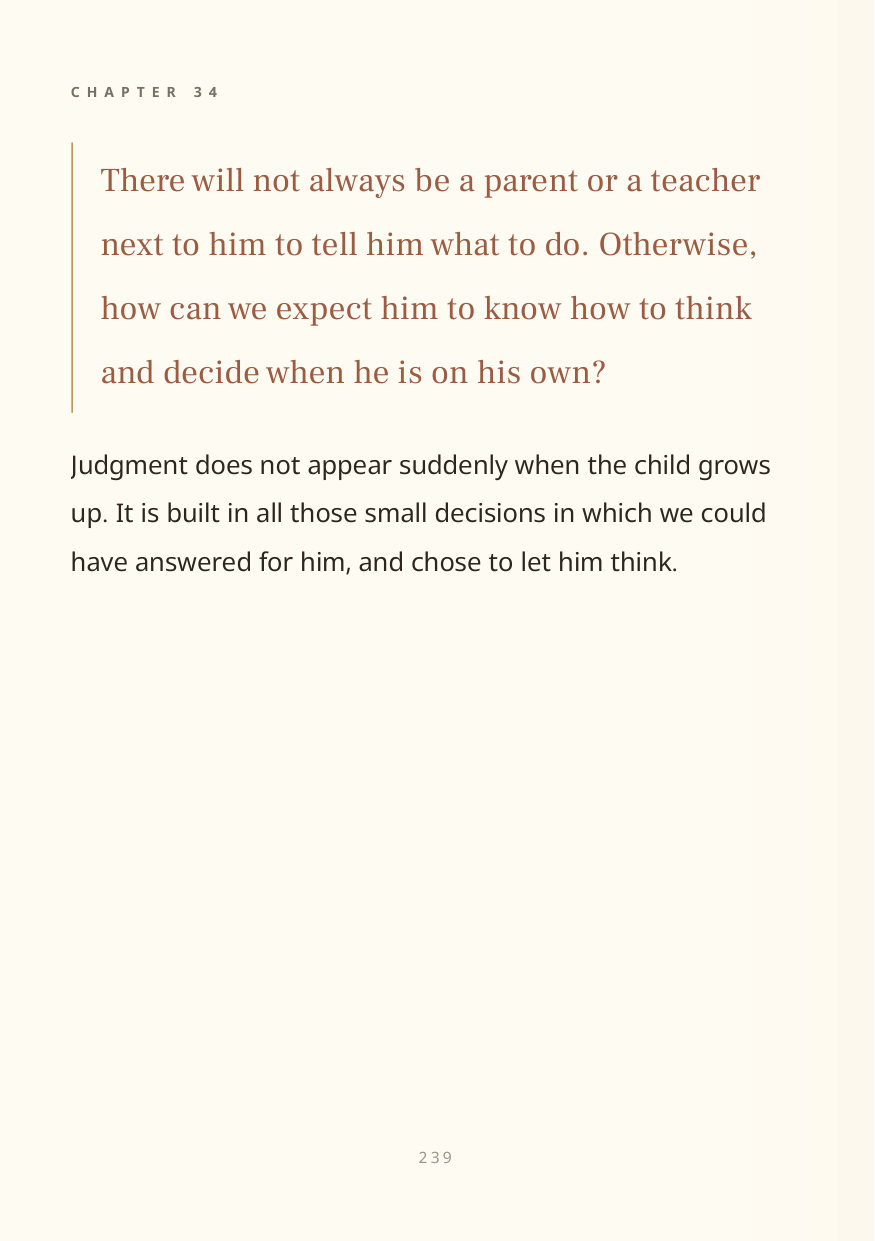 CHAPTER 34
There will not always be a parent or a teacher
next to him to tell him what to do. Otherwise,
how can we expect him to know how to think
and decide when he is on his own?
Judgment does not appear suddenly when the child grows
up. It is built in all those small decisions in which we could
have answered for him, and chose to let him think.
239